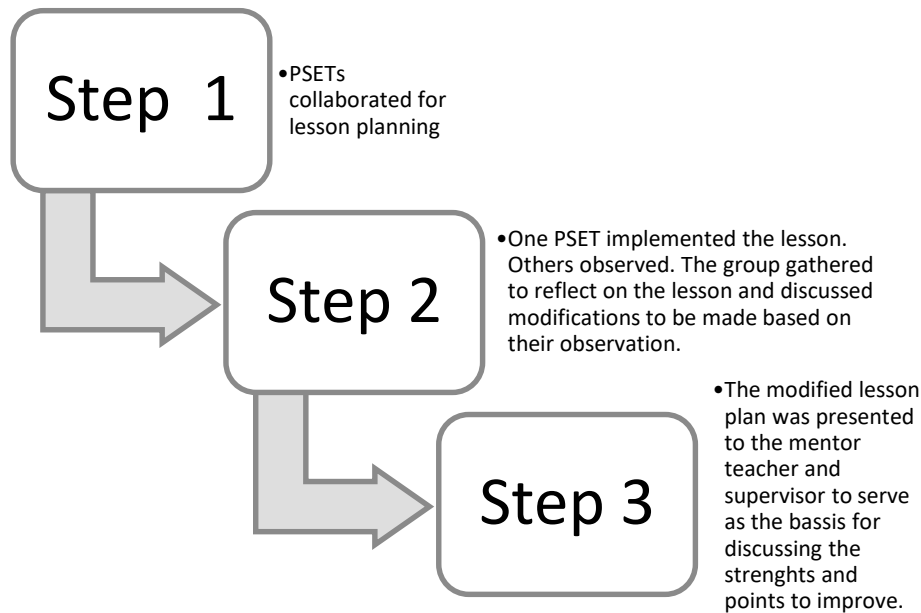 Step 1
•PSETs
collaborated for
lesson planning
Step 2
•One PSET implemented the lesson.
Others observed. The group gathered
to reflect on the lesson and discussed
modifications to be made based on
their observation.
Step 3
•The modified lesson
plan was presented
to the mentor
teacher and
supervisor to serve
as the bassis for
discussing the
strenghts and
points to improve.